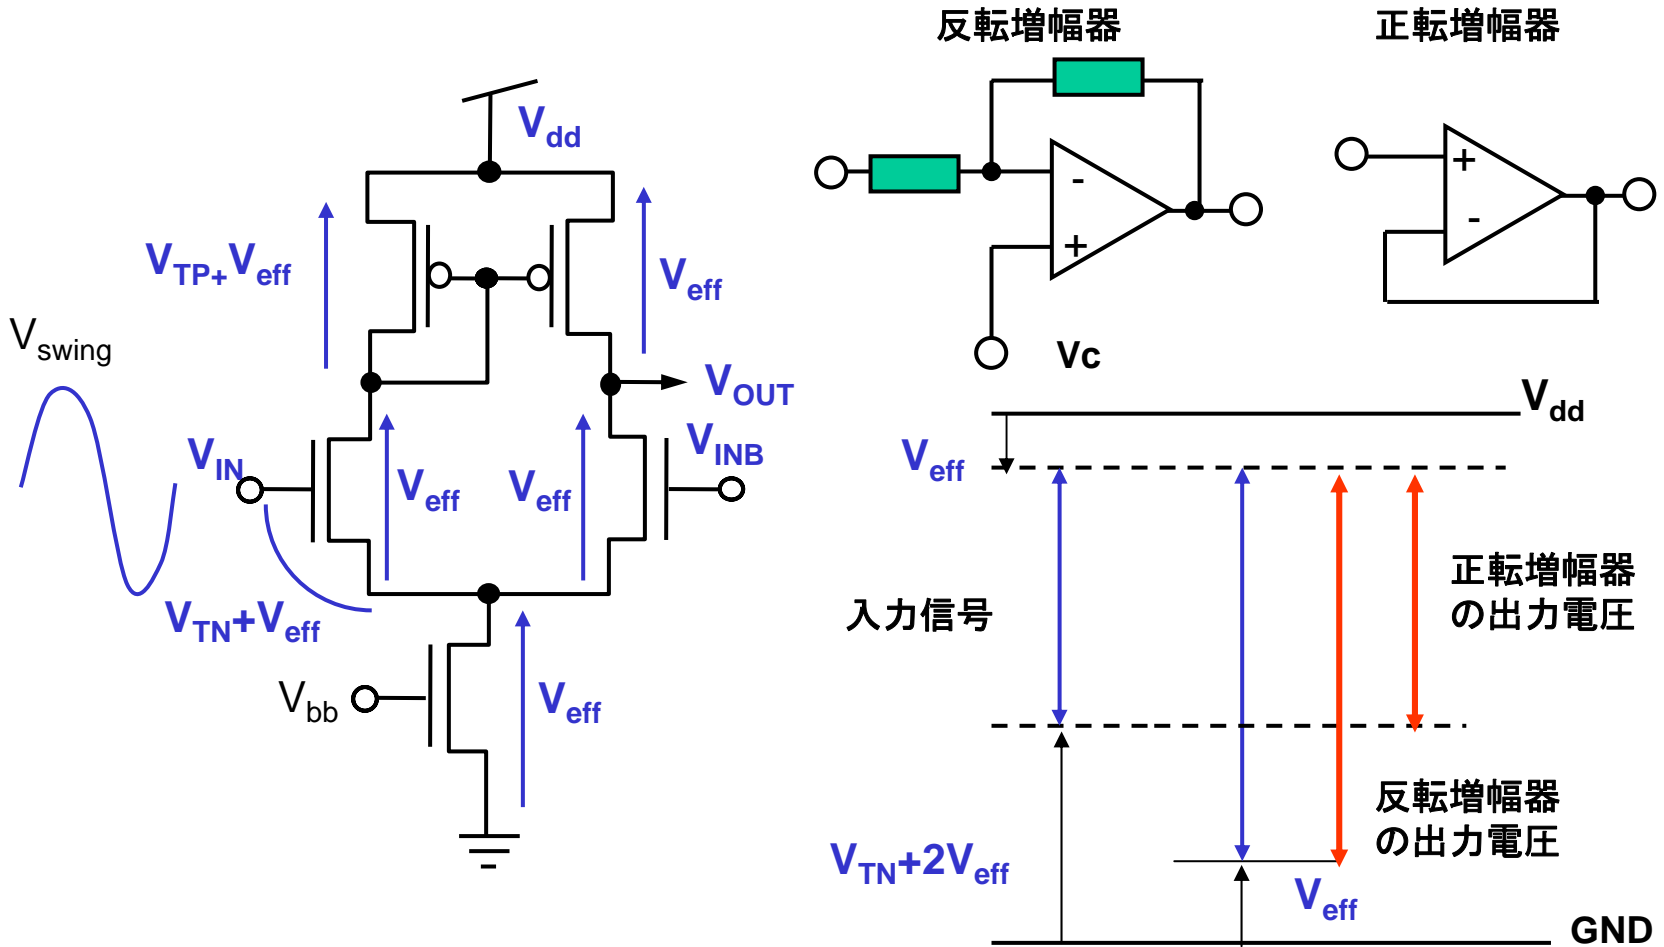 反転増幅器
正転増幅器
Vdd
VTP+Veff
Veff
Vswing
VOUT
VIN
VINB
Veff
Veff
VTN+Veff
Vbb
Veff
-
+
Vc
+
-
Vdd
Veff
入力信号
正転増幅器
の出力電圧
反転増幅器
の出力電圧
VTN+2Veff
Veff
GND